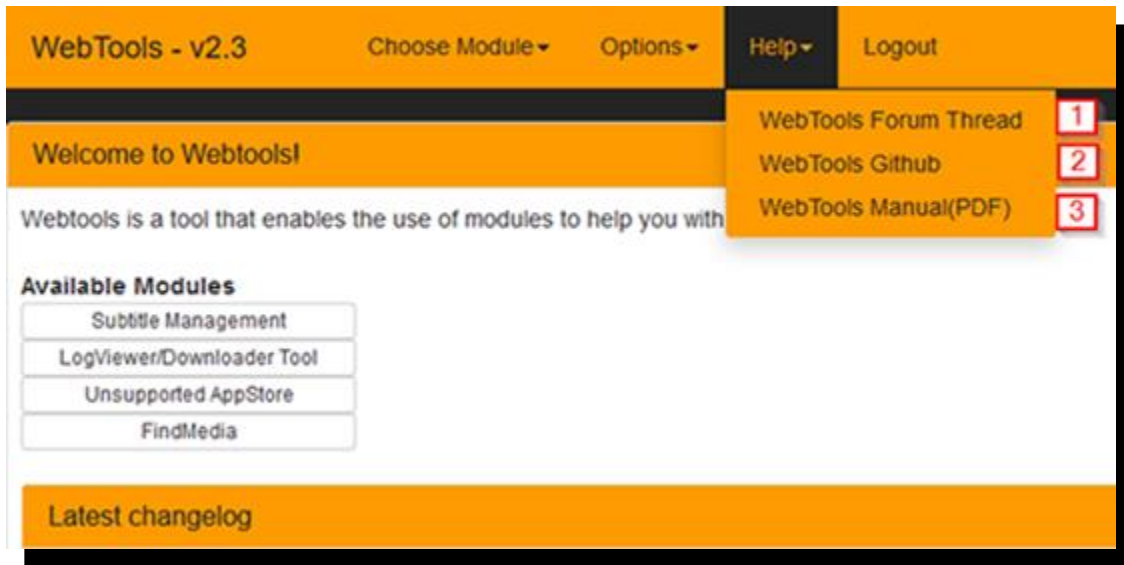 WebTools - v2.3 Choose Module Options Help Logout
WebTools Forum Thread 1
WebTools Github 2
WebTools Manual(PDF) 3
Welcome to Webtools!
Webtools is a tool that enables the use of modules to help you with
Available Modules
Subtitle Management
LogViewer/Downloader Tool
Unsupported AppStore
FindMedia
Latest changelog